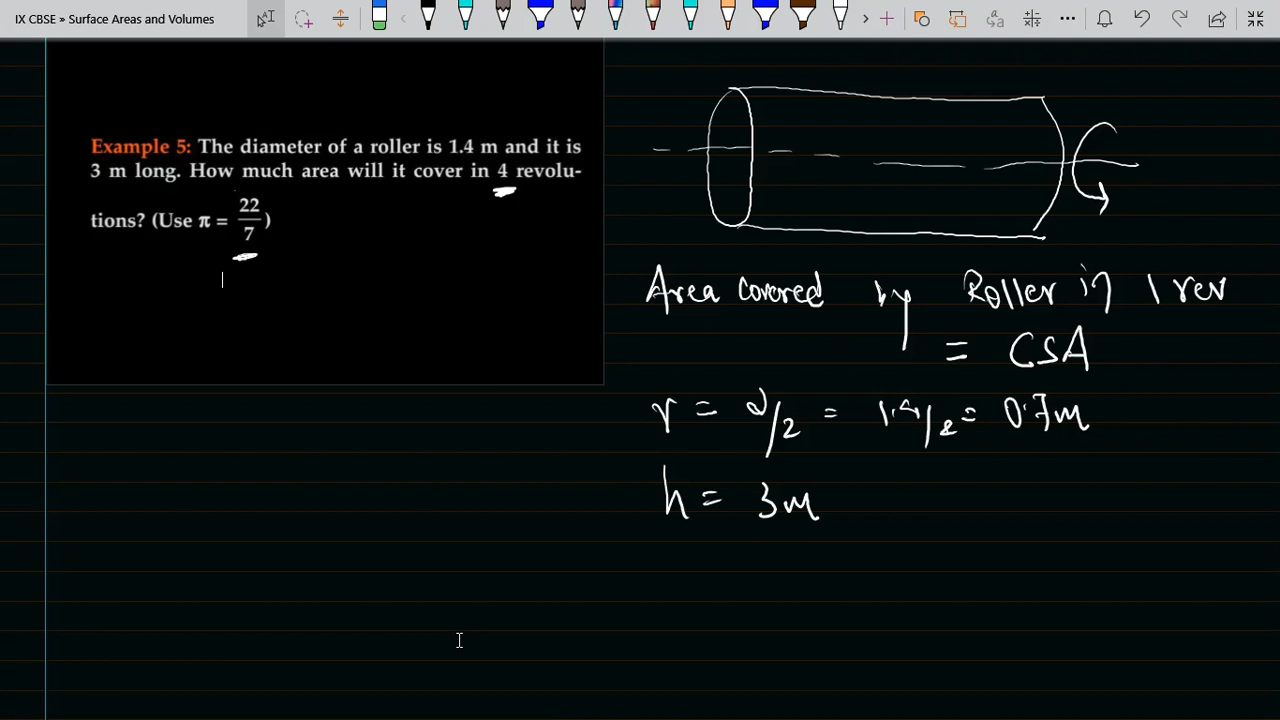 IX CBSE » Surface Areas and Volumes
Example 5: The diameter of a roller is 1.4 m and it is
3 m long. How much area will it cover in 4 revolu-
tions? (Use π = 22/7)
Area covered by Roller in 1 rev
= CSA
r = d/2 = 1.4/2 = 0.7m
h = 3m